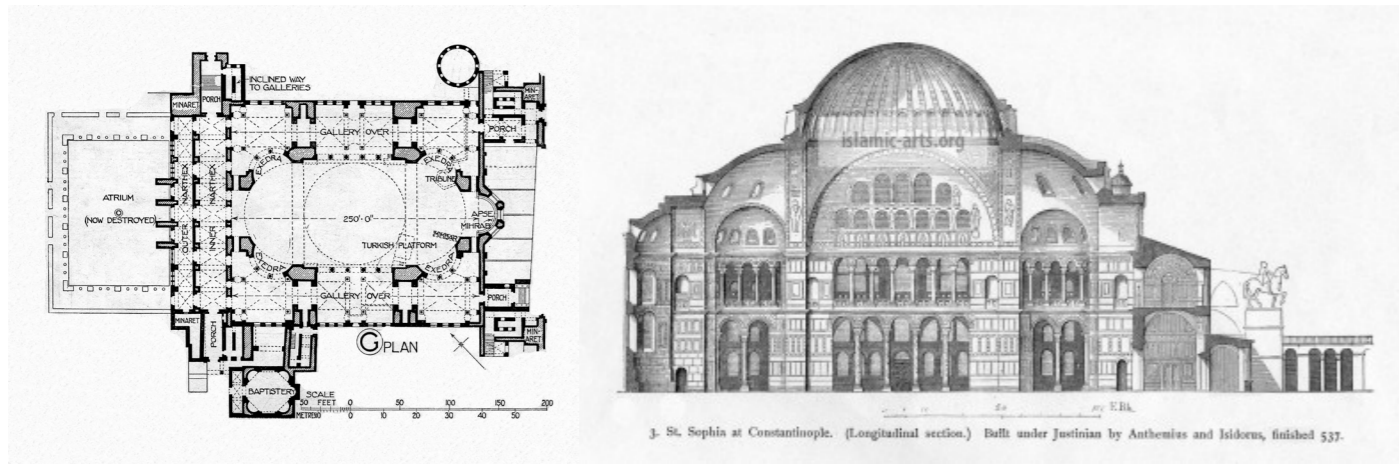 INCLINED WAY
TO GALLERIES
MINARET
PORCH
MIN-
ARET
PORCH
GALLERY OVER
EXEDRA
EXEDRA
TRIBUNE
ATRIUM
(NOW DESTROYED)
OUTER NARTHEX
INNER NARTHEX
250'-0"
APSE
MIHRAB
MIMBAR
TURKISH PLATFORM
EXEDRA
EXEDRA
GALLERY OVER
PORCH
MINARET
PORCH
MIN-
ARET
G PLAN
BAPTISTERY
SCALE
FEET
50 0 50 100 150 200
METRES
10 0 10 20 30 40 50
islamic-arts.org
3. St. Sophia at Constantinople. (Longitudinal section.) Built under Justinian by Anthemius and Isidorus, finished 537.